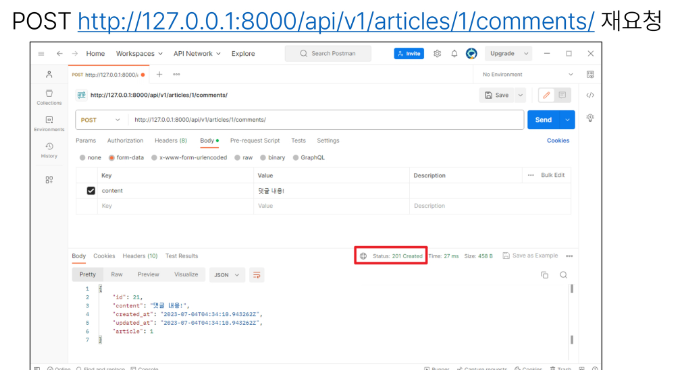 POST http://127.0.0.1:8000/api/v1/articles/1/comments/ 재요청
Home Workspaces API Network Explore Search Postman Invite Upgrade
POST http://127.0.0.1:8000/ No Environment
http://127.0.0.1:8000/api/v1/articles/1/comments/ Save
Collections
POST http://127.0.0.1:8000/api/v1/articles/1/comments/ Send
Environments
Params Authorization Headers (8) Body Pre-request Script Tests Settings Cookies
History
none form-data x-www-form-urlencoded raw binary GraphQL
Key Value Description Bulk Edit
content 댓글 내용!
Key Value Description
Body Cookies Headers (10) Test Results Status: 201 Created Time: 27 ms Size: 458 B Save as Example
Pretty Raw Preview Visualize JSON
1 {
2 "id": 21,
3 "content": "댓글 내용!",
4 "created_at": "2023-07-04T04:34:18.943262Z",
5 "updated_at": "2023-07-04T04:34:18.943262Z",
6 "article": 1
7 }